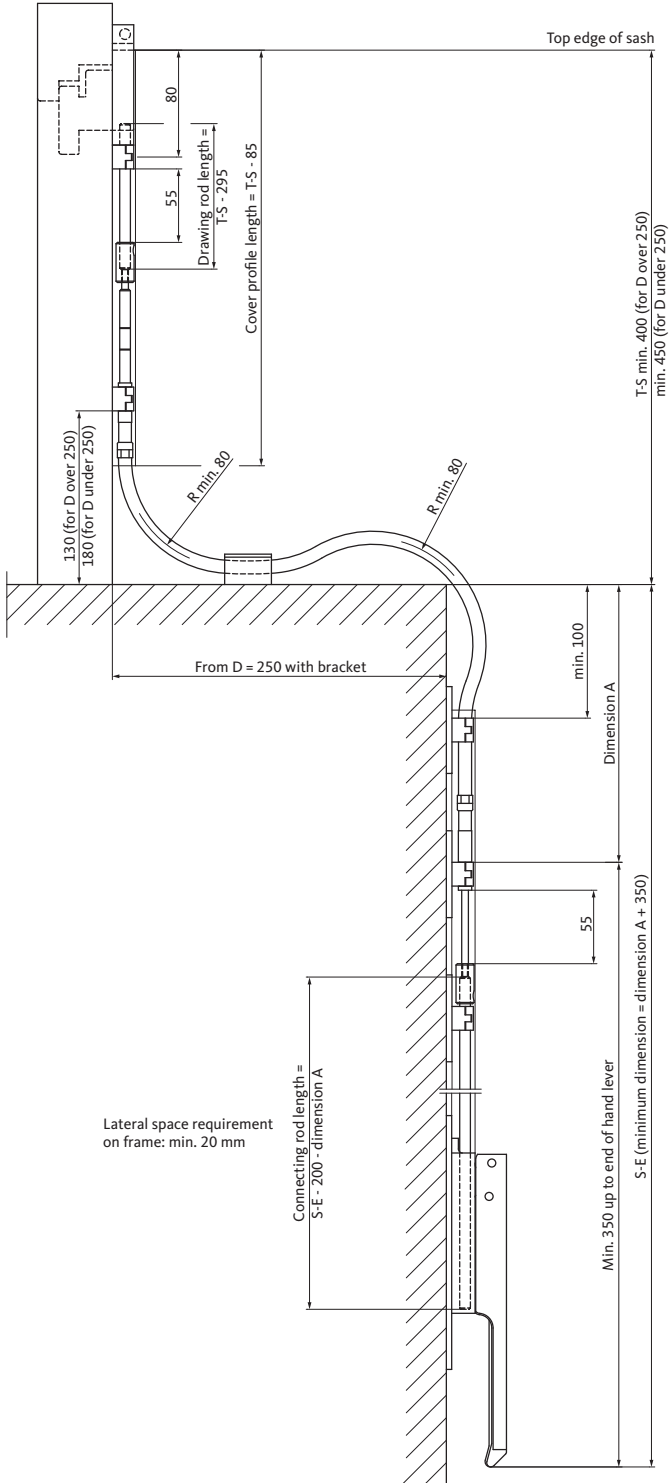 Top edge of sash
80
55
Drawing rod length =
T-S - 295
Cover profile length = T-S - 85
T-S min. 400 (for D over 250)
min. 450 (for D under 250)
130 (for D over 250)
180 (for D under 250)
R min. 80
R min. 80
From D = 250 with bracket
min. 100
Dimension A
55
S-E (minimum dimension = dimension A + 350)
Min. 350 up to end of hand lever
Connecting rod length =
S-E - 200 - dimension A
Lateral space requirement
on frame: min. 20 mm